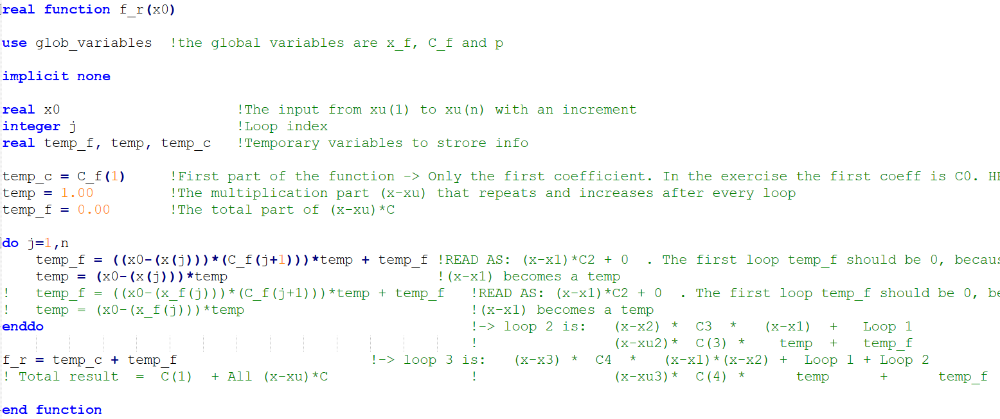 real function f_r(x0)
use glob_variables  !the global variables are x_f, C_f and p
implicit none
real x0                     !The input from xu(1) to xu(n) with an increment
integer j                   !Loop index
real temp_f, temp, temp_c   !Temporary variables to strore info
temp_c = C_f(1)     !First part of the function -> Only the first coefficient. In the exercise the first coeff is C0.
temp = 1.00         !The multiplication part (x-xu) that repeats and increases after every loop
temp_f = 0.00       !The total part of (x-xu)*C
do j=1,n
    temp_f = ((x0-(x(j)))*(C_f(j+1)))*temp + temp_f !READ AS: (x-x1)*C2 + 0  . The first loop temp_f should be 0,
    temp = (x0-(x(j)))*temp                         !(x-x1) becomes a temp
!   temp_f = ((x0-(x_f(j)))*(C_f(j+1)))*temp + temp_f   !READ AS: (x-x1)*C2 + 0  . The first loop temp_f should be 0,
!   temp = (x0-(x_f(j)))*temp                           !(x-x1) becomes a temp
enddo                                                   !-> loop 2 is:   (x-x2) *  C3  *   (x-x1)  +   Loop 1
                                                        !                (x-xu2)*  C(3) *    temp  +   temp_f
f_r = temp_c + temp_f                       !-> loop 3 is:   (x-x3) *  C4  *   (x-x1)*(x-x2) +  Loop 1 + Loop 2
! Total result  =  C(1)  + All (x-xu)*C                 !                (x-xu3)*  C(4) *      temp      +      temp_f
end function